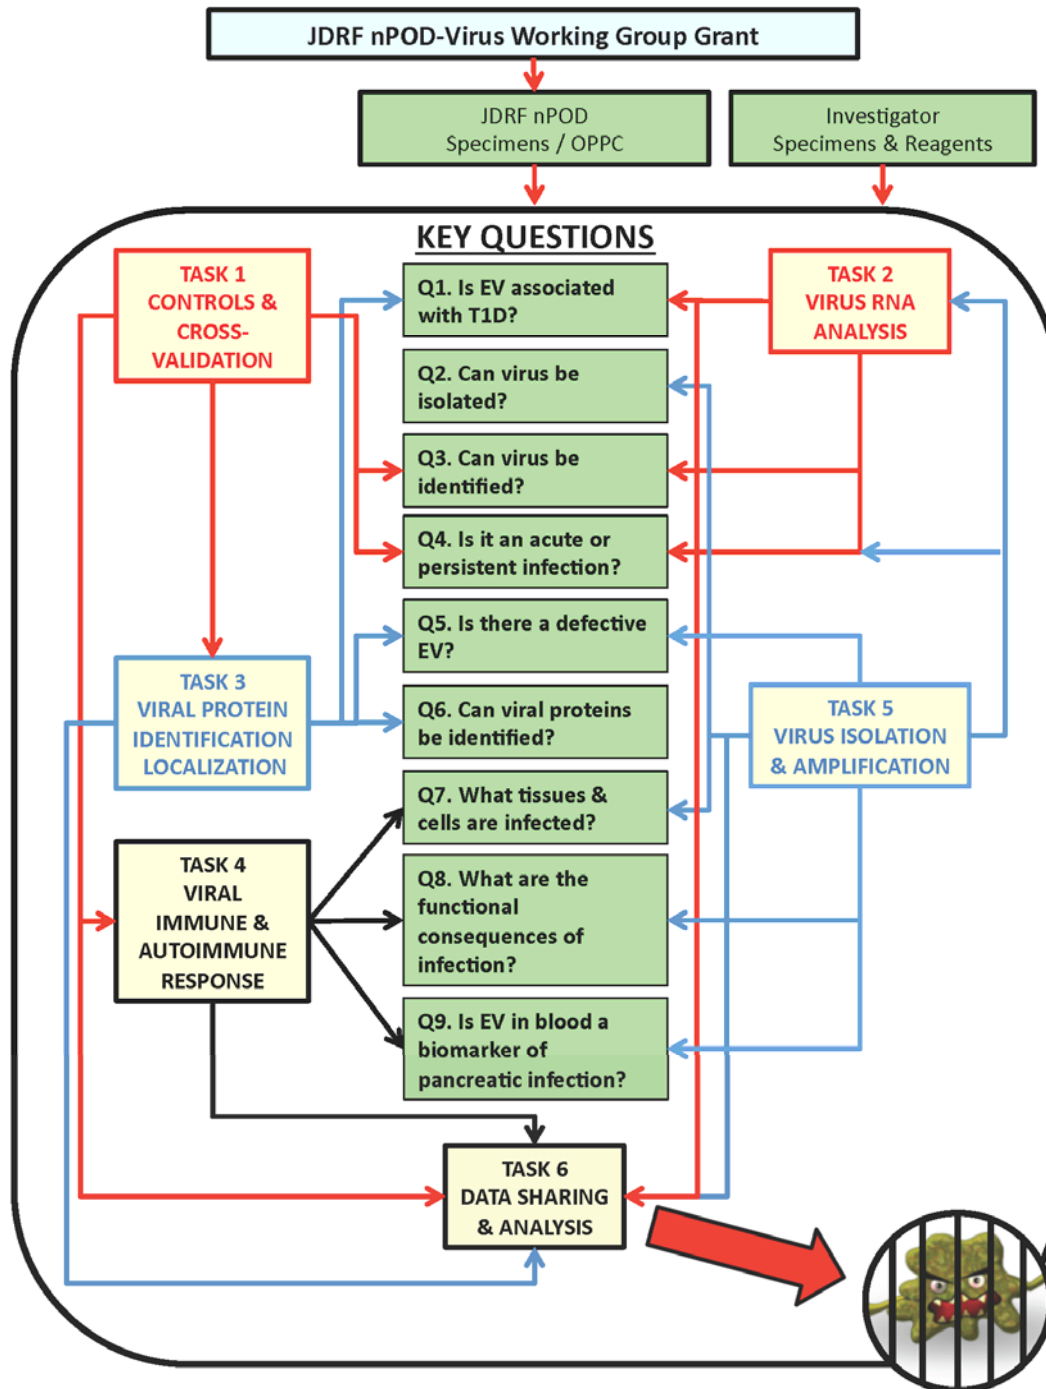 JDRF nPOD-Virus Working Group Grant
JDRF nPOD
Specimens / OPPC
Investigator
Specimens & Reagents
KEY QUESTIONS
TASK 1
CONTROLS &
CROSS-
VALIDATION
TASK 2
VIRUS RNA
ANALYSIS
Q1. Is EV associated
with T1D?
Q2. Can virus be
isolated?
Q3. Can virus be
identified?
Q4. Is it an acute or
persistent infection?
Q5. Is there a defective
EV?
TASK 3
VIRAL PROTEIN
IDENTIFICATION
LOCALIZATION
Q6. Can viral proteins
be identified?
TASK 5
VIRUS ISOLATION
& AMPLIFICATION
Q7. What tissues &
cells are infected?
TASK 4
VIRAL
IMMUNE &
AUTOIMMUNE
RESPONSE
Q8. What are the
functional
consequences of
infection?
Q9. Is EV in blood a
biomarker of
pancreatic infection?
TASK 6
DATA SHARING
& ANALYSIS